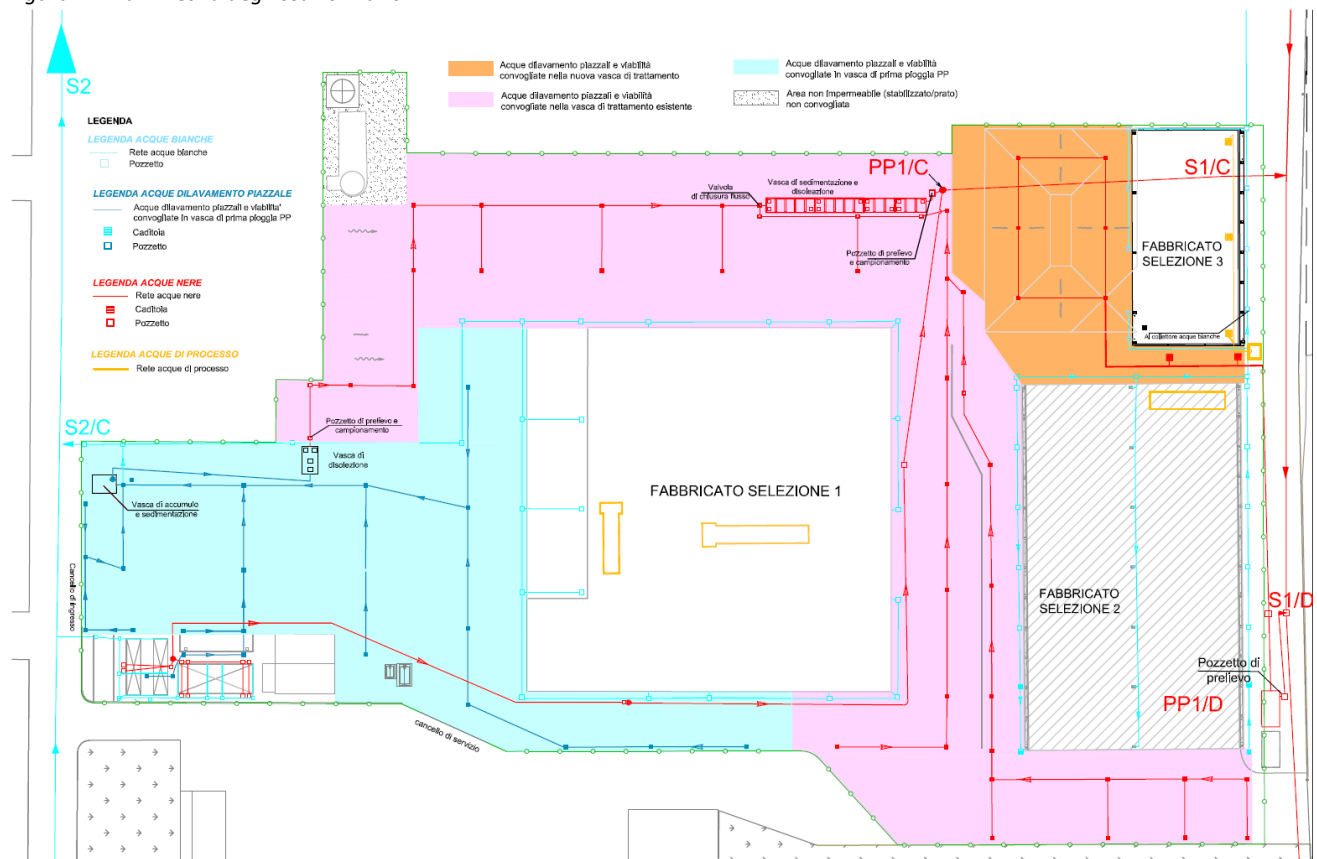 S2
LEGENDA
LEGENDA ACQUE BIANCHE
Rete acque bianche
Pozzetto
LEGENDA ACQUE DILAVAMENTO PIAZZALE
Acque dilavamento piazzali e viabilita'
convogliate in vasca di prima pioggia PP
Caditoia
Pozzetto
LEGENDA ACQUE NERE
Rete acque nere
Caditoia
Pozzetto
LEGENDA ACQUE DI PROCESSO
Rete acque di processo
Acque dilavamento piazzali e viabilità
convogliate nella nuova vasca di trattamento
Acque dilavamento piazzali e viabilità
convogliate nella vasca di trattamento esistente
Acque dilavamento piazzali e viabilità
convogliate in vasca di prima pioggia PP
Area non impermeabile (stabilizzato/prato)
non convogliata
PP1/C
S1/C
Valvola
di chiusura flusso
Vasca di sedimentazione e
disoleazione
Pozzetto di prelievo
e campionamento
FABBRICATO
SELEZIONE 3
Al collettore acque bianche
S2/C
Pozzetto di prelievo e
campionamento
Vasca di
disolezione
Vasca di accumulo
e sedimentazione
FABBRICATO SELEZIONE 1
Cancello di ingresso
FABBRICATO
SELEZIONE 2
S1/D
Pozzetto di
prelievo
PP1/D
cancello di servizio